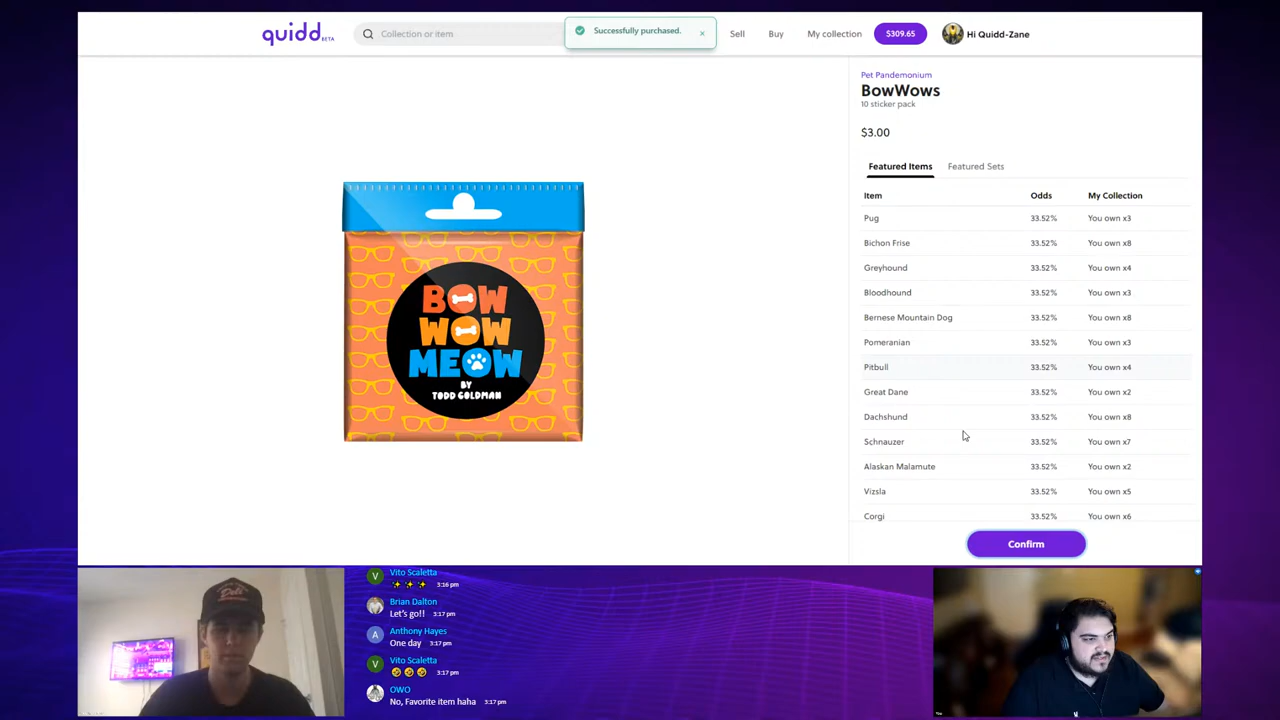 quidd BETA
Collection or item
Successfully purchased.
×
Sell
Buy
My collection
$309.65
Hi Quidd-Zane
Pet Pandemonium
BowWows
10 sticker pack
$3.00
Featured Items
Featured Sets
Item Odds My Collection
Pug 33.52% You own x3
Bichon Frise 33.52% You own x8
Greyhound 33.52% You own x4
Bloodhound 33.52% You own x3
Bernese Mountain Dog 33.52% You own x8
Pomeranian 33.52% You own x3
Pitbull 33.52% You own x4
Great Dane 33.52% You own x2
Dachshund 33.52% You own x8
Schnauzer 33.52% You own x7
Alaskan Malamute 33.52% You own x2
Vizsla 33.52% You own x5
Corgi 33.52% You own x6
Confirm
BOW
WOW
MEOW
BY
TODD GOLDMAN
V Vito Scaletta
3:16 pm
Brian Dalton
Let's go!! 3:17 pm
A Anthony Hayes
One day 3:17 pm
V Vito Scaletta
3:17 pm
OWO
No, Favorite item haha 3:17 pm